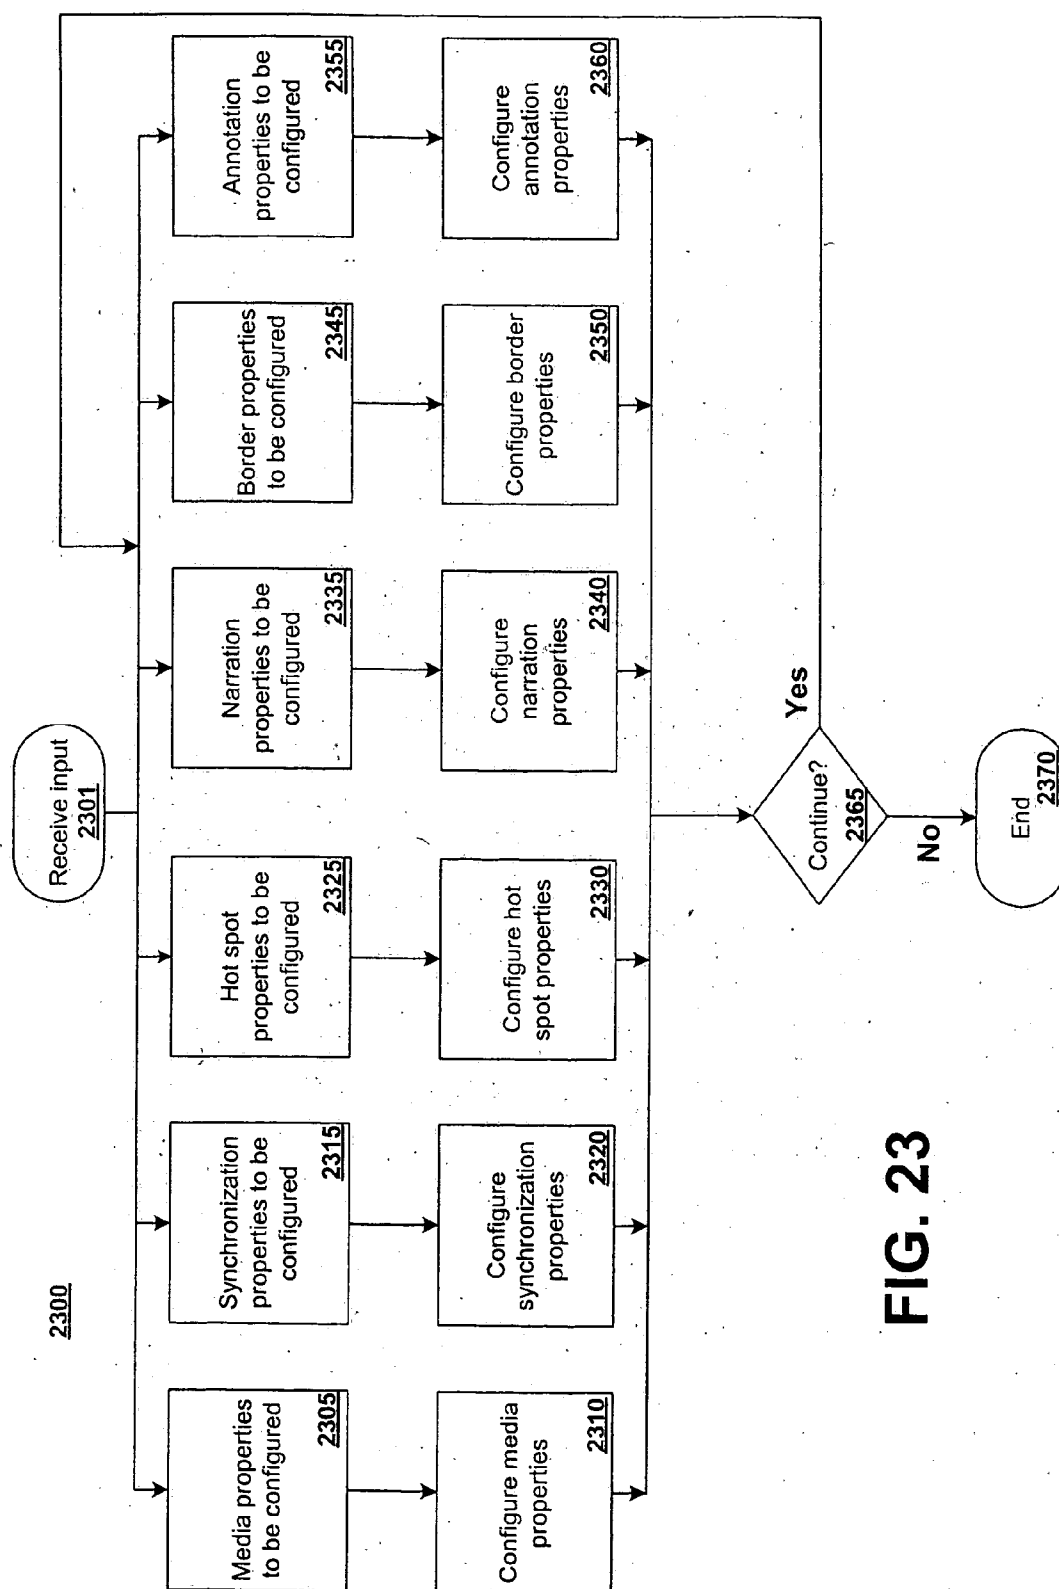 2300
Receive input
2301
Media properties
to be configured
2305
Synchronization
properties to be
configured
2315
Hot spot
properties to be
configured
2325
Narration
properties to be
configured
2335
Border properties
to be configured
2345
Annotation
properties to be
configured
2355
Configure media
properties
2310
Configure
synchronization
properties
2320
Configure hot
spot properties
2330
Configure
narration
properties
2340
Configure border
properties
2350
Configure
annotation
properties
2360
Continue?
2365
Yes
No
End
2370
FIG. 23